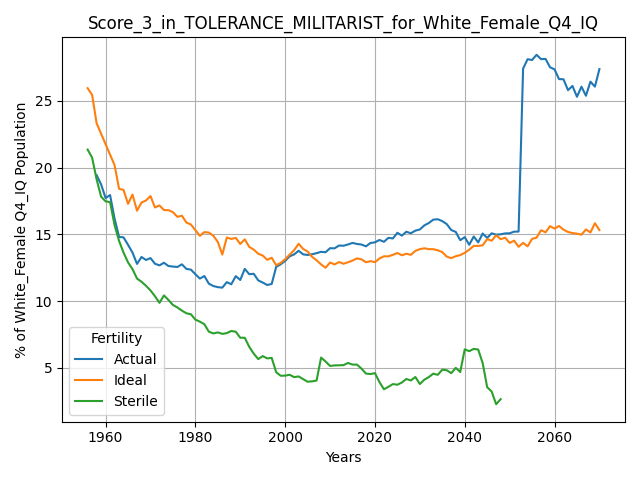 Score_3_in_TOLERANCE_MILITARIST_for_White_Female_Q4_IQ
% of White_Female Q4_IQ Population
25
20
15
10
5
Fertility
Actual
Ideal
Sterile
1960 1980 2000 2020 2040 2060
Years